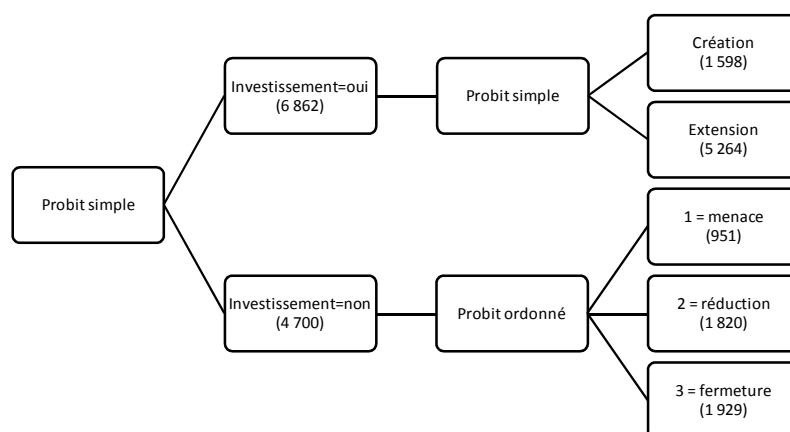 Probit simple
Investissement=oui
(6 862)
Probit simple
Création
(1 598)
Extension
(5 264)
Investissement=non
(4 700)
Probit ordonné
1 = menace
(951)
2 = réduction
(1 820)
3 = fermeture
(1 929)